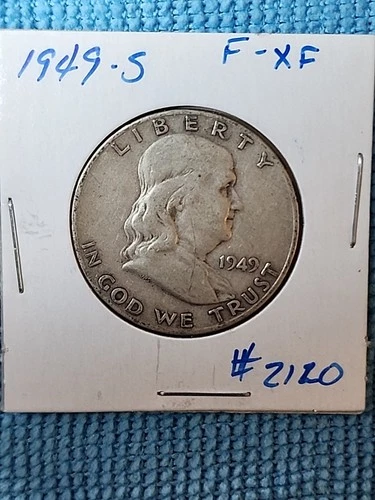 1949-S
F-XF
LIBERTY
1949
IN GOD WE TRUST
#2120